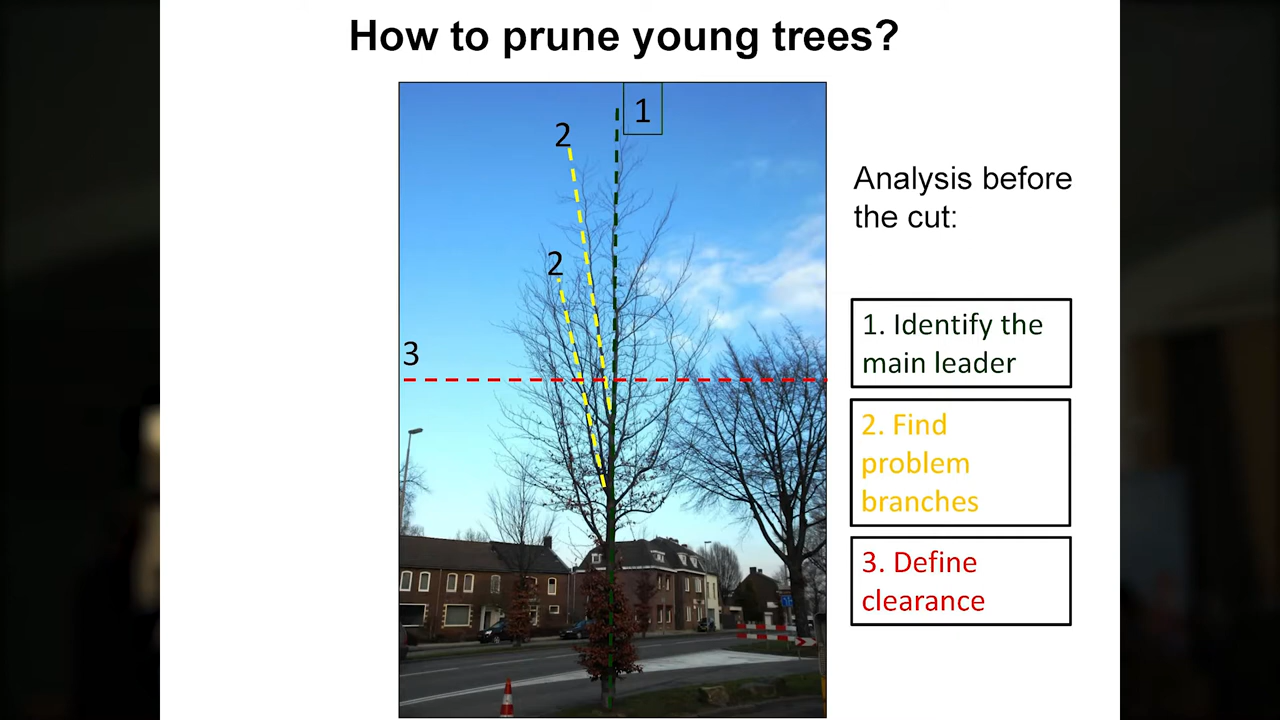 How to prune young trees?
1
2
2
3
Analysis before
the cut:
1. Identify the
main leader
2. Find
problem
branches
3. Define
clearance